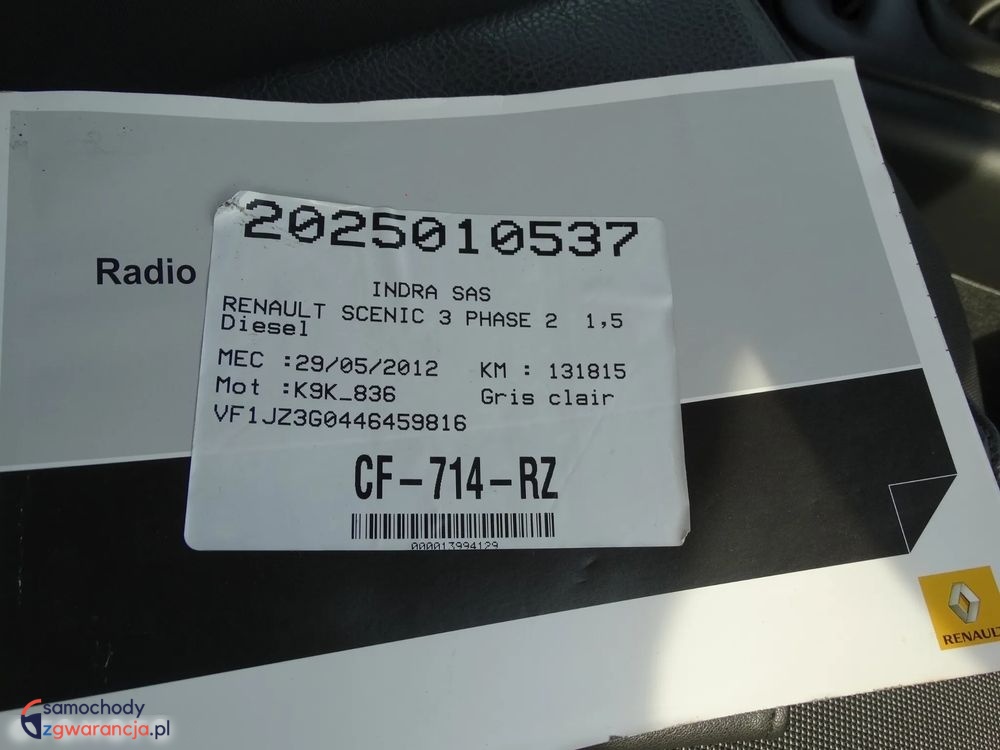 2025010537
Radio
INDRA SAS
RENAULT SCENIC 3 PHASE 2 1,5
Diesel
MEC :29/05/2012 KM : 131815
Mot :K9K_836 Gris clair
VF1JZ3G0446459816
CF-714-RZ
000013994129
RENAULT
samochody
zgwarancja.pl